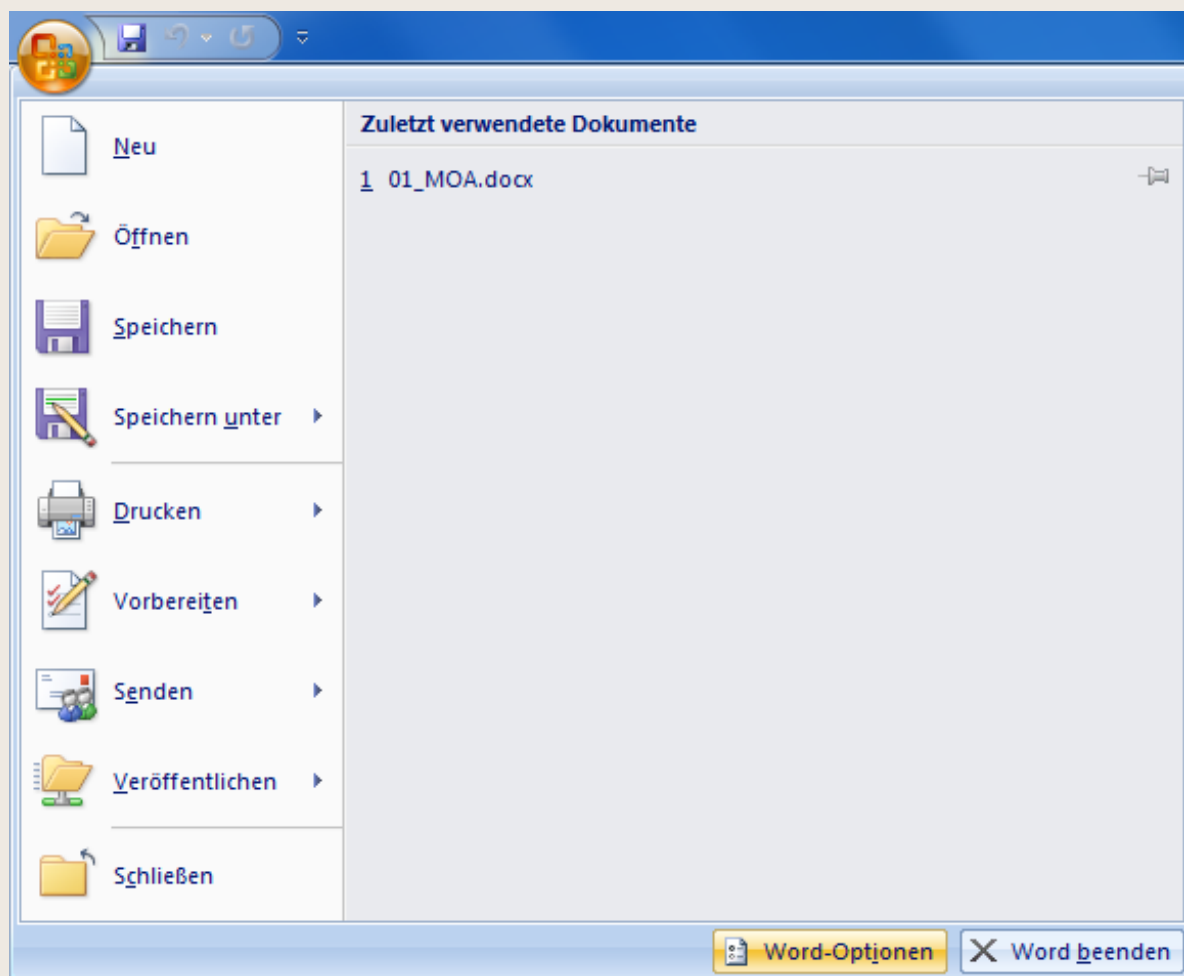 Neu
Öffnen
Speichern
Speichern unter
Drucken
Vorbereiten
Senden
Veröffentlichen
Schließen
Zuletzt verwendete Dokumente
1 01_MOA.docx
Word-Optionen
Word beenden